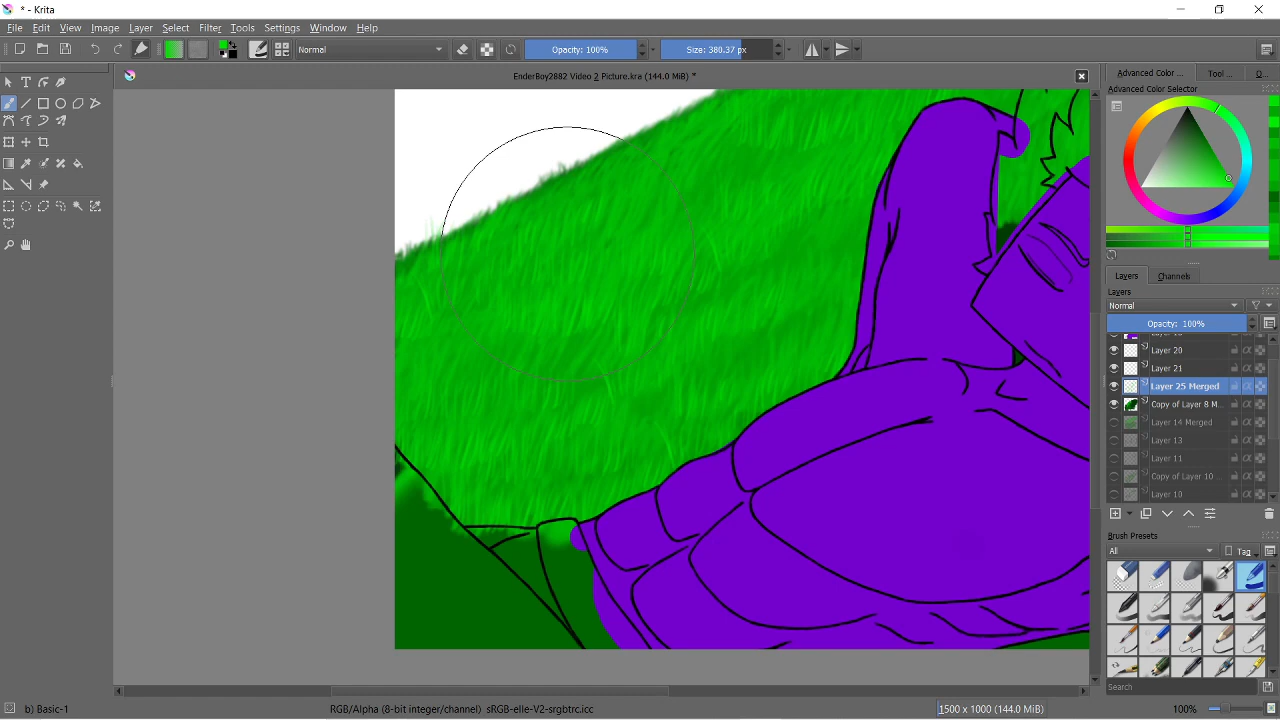 * - Krita
File Edit View Image Layer Select Filter Tools Settings Window Help
Normal Opacity: 100% Size: 380.37 px
EnderBoy2882 Video 2 Picture.kra (144.0 MiB) *
Advanced Color ... Tool ... O...
Advanced Color Selector
Layers Channels
Layers
Normal
Opacity: 100%
Layer 20
Layer 21
Layer 25 Merged
Copy of Layer 8 M...
Layer 14 Merged
Layer 13
Layer 11
Copy of Layer 10 ...
Layer 10
Brush Presets
All Tag
Search
b) Basic-1 RGB/Alpha (8-bit integer/channel) sRGB-elle-V2-srgbtrc.icc 1500 x 1000 (144.0 MiB) 100%